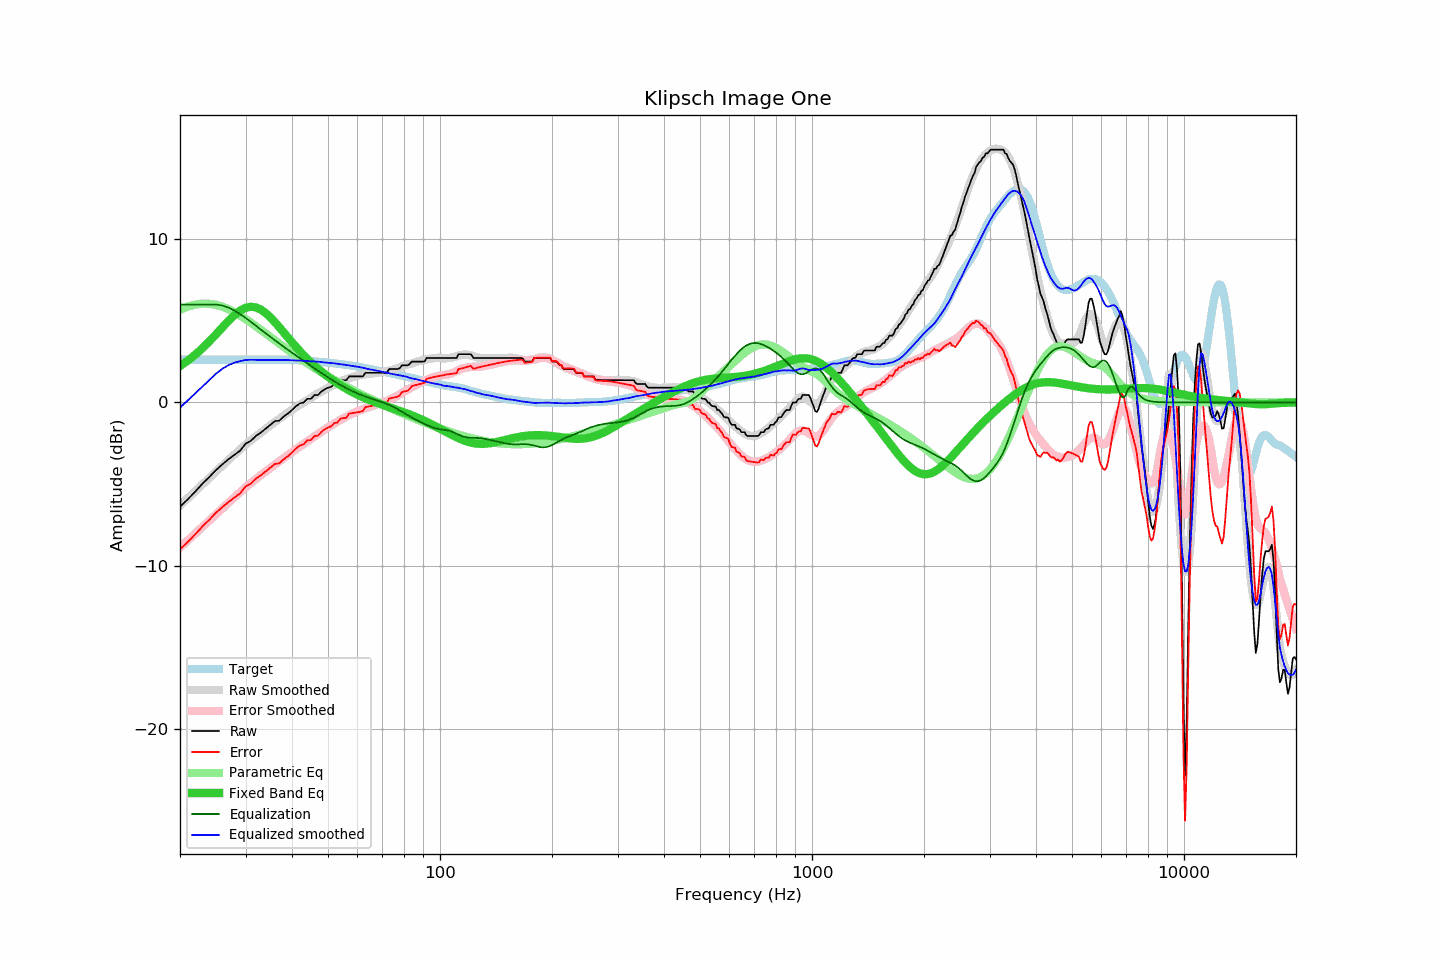 Klipsch Image One
Amplitude (dBr)
10
0
−10
−20
Target
Raw Smoothed
Error Smoothed
Raw
Error
Parametric Eq
Fixed Band Eq
Equalization
Equalized smoothed
100
1000
10000
Frequency (Hz)